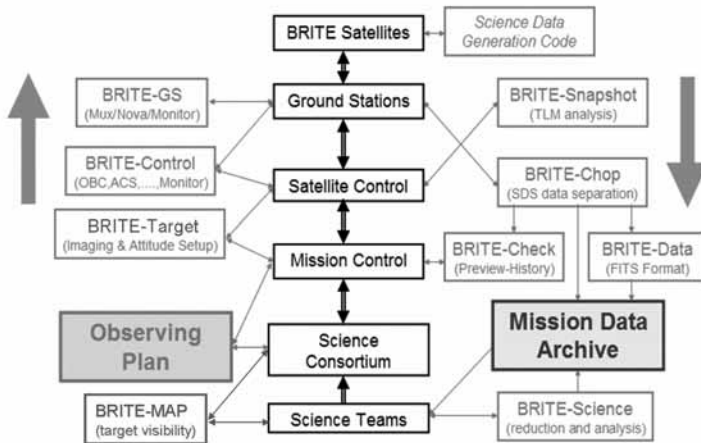 BRITE Satellites
Science Data
Generation Code
BRITE-GS
(Mux/Nova/Monitor)
Ground Stations
BRITE-Snapshot
(TLM analysis)
BRITE-Control
(OBC,ACS,....,Monitor)
Satellite Control
BRITE-Chop
(SDS data separation)
BRITE-Target
(Imaging & Attitude Setup)
Mission Control
BRITE-Check
(Preview-History)
BRITE-Data
(FITS Format)
Observing
Plan
Science
Consortium
Mission Data
Archive
BRITE-MAP
(target visibility)
Science Teams
BRITE-Science
(reduction and analysis)